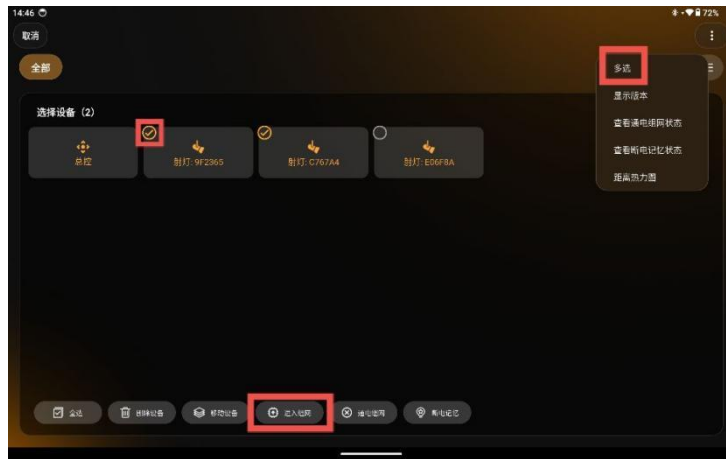 14:46
72%
取消
全部
多选
显示版本
查看通电组网状态
查看断电记忆状态
距离热力图
选择设备（2）
总控
射灯: 9F2365
射灯: C767A4
射灯: E06F8A
全选
删除设备
移动设备
进入组网
通电组网
断电记忆